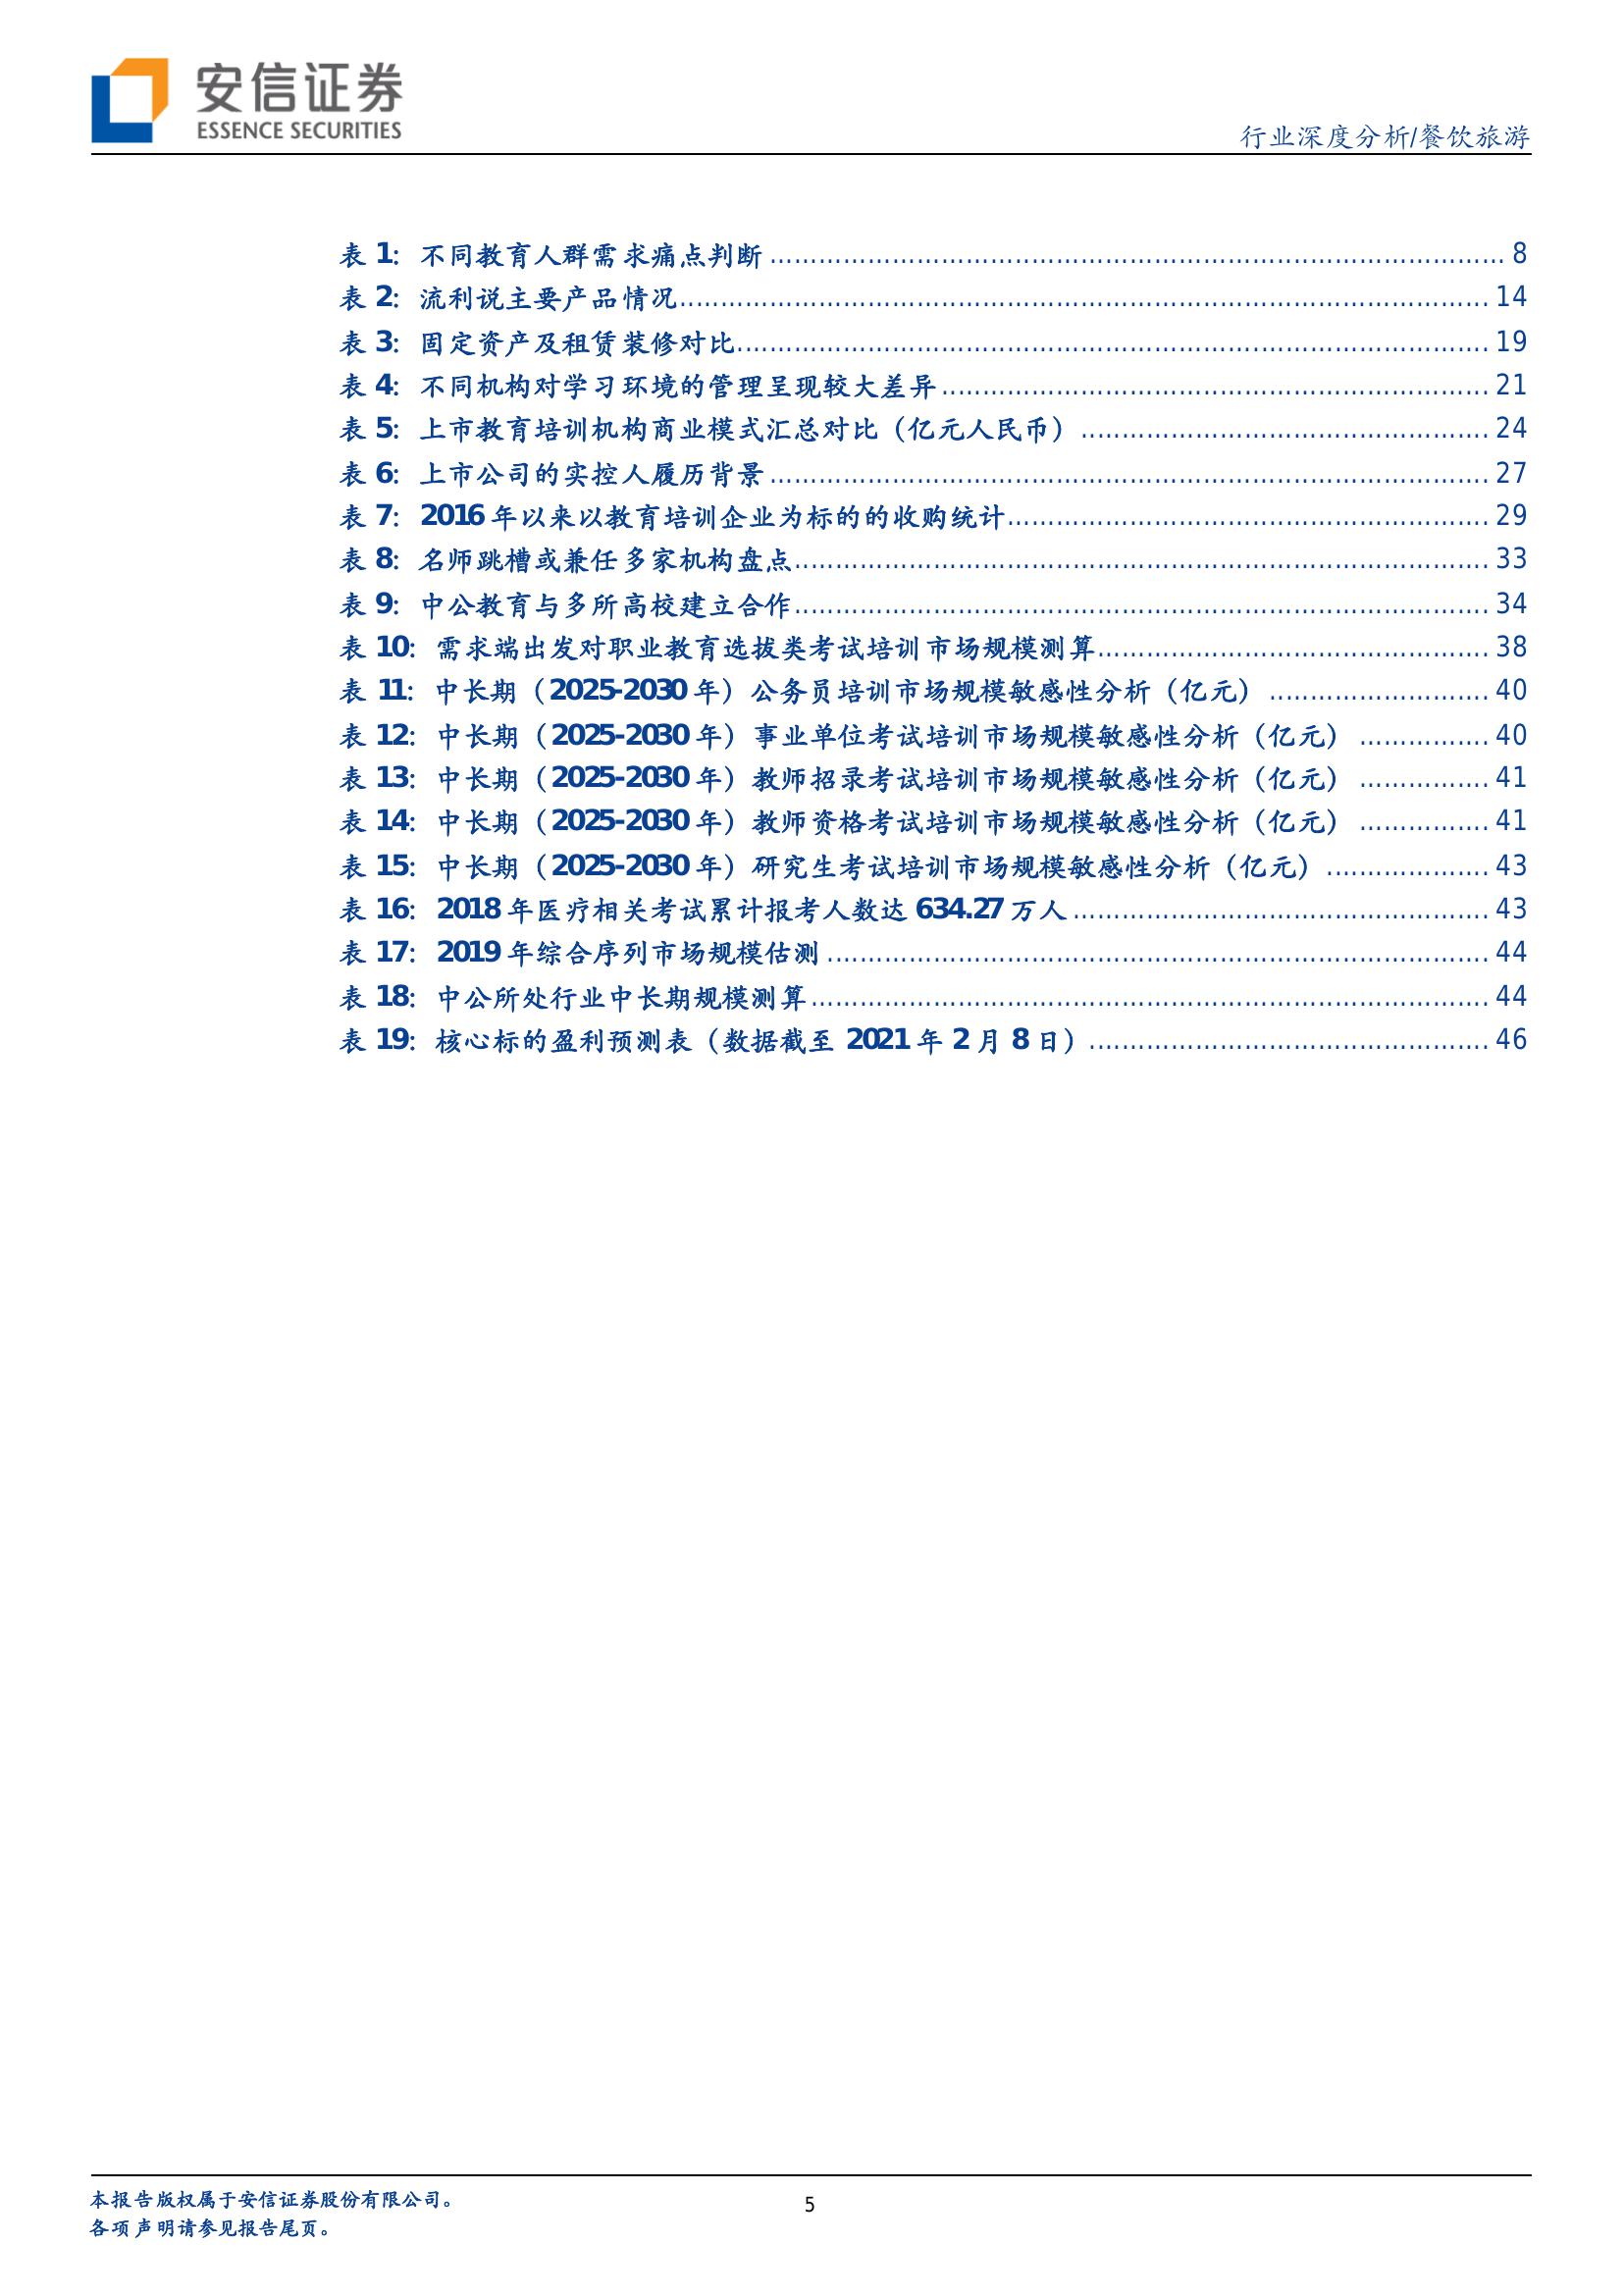 安信证券
ESSENCE SECURITIES
行业深度分析/餐饮旅游
表 1: 不同教育人群需求痛点判断 8
表 2: 流利说主要产品情况 14
表 3: 固定资产及租赁装修对比 19
表 4: 不同机构对学习环境的管理呈现较大差异 21
表 5: 上市教育培训机构商业模式汇总对比（亿元人民币） 24
表 6: 上市公司的实控人履历背景 27
表 7: 2016 年以来以教育培训企业为标的的收购统计 29
表 8: 名师跳槽或兼任多家机构盘点 33
表 9: 中公教育与多所高校建立合作 34
表 10: 需求端出发对职业教育选拔类考试培训市场规模测算 38
表 11: 中长期（2025-2030 年）公务员培训市场规模敏感性分析（亿元） 40
表 12: 中长期（2025-2030 年）事业单位考试培训市场规模敏感性分析（亿元） 40
表 13: 中长期（2025-2030 年）教师招录考试培训市场规模敏感性分析（亿元） 41
表 14: 中长期（2025-2030 年）教师资格考试培训市场规模敏感性分析（亿元） 41
表 15: 中长期（2025-2030 年）研究生考试培训市场规模敏感性分析（亿元） 43
表 16: 2018 年医疗相关考试累计报考人数达 634.27 万人 43
表 17: 2019 年综合序列市场规模估测 44
表 18: 中公所处行业中长期规模测算 44
表 19: 核心标的盈利预测表（数据截至 2021 年 2 月 8 日） 46
本报告版权属于安信证券股份有限公司。
各项声明请参见报告尾页。
5